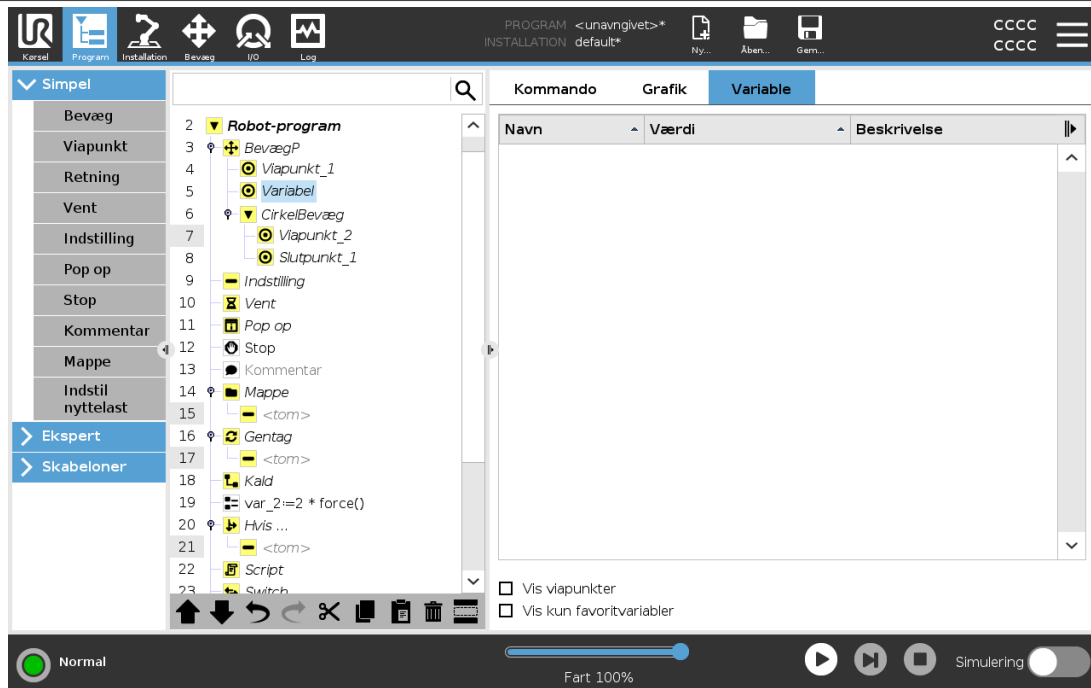 UR
Kørsel
Program
Installation
Bevæg
I/O
Log
PROGRAM <unavngivet>*
INSTALLATION default*
Ny...
Åben...
Gem...
CCCC
CCCC
Simpel
Bevæg
Viapunkt
Retning
Vent
Indstilling
Pop op
Stop
Kommentar
Mappe
Indstil
nyttelast
Ekspert
Skabeloner
2 Robot-program
3 BevægP
4 Viapunkt_1
5 Variabel
6 CirkelBevæg
7 Viapunkt_2
8 Slutpunkt_1
9 Indstilling
10 Vent
11 Pop op
12 Stop
13 Kommentar
14 Mappe
15 <tom>
16 Gentag
17 <tom>
18 Kald
19 var_2:=2 * force()
20 Hvis ...
21 <tom>
22 Script
23 Switch
Kommando
Grafik
Variable
Navn
Værdi
Beskrivelse
Vis viapunkter
Vis kun favoritvariabler
Normal
Fart 100%
Simulering